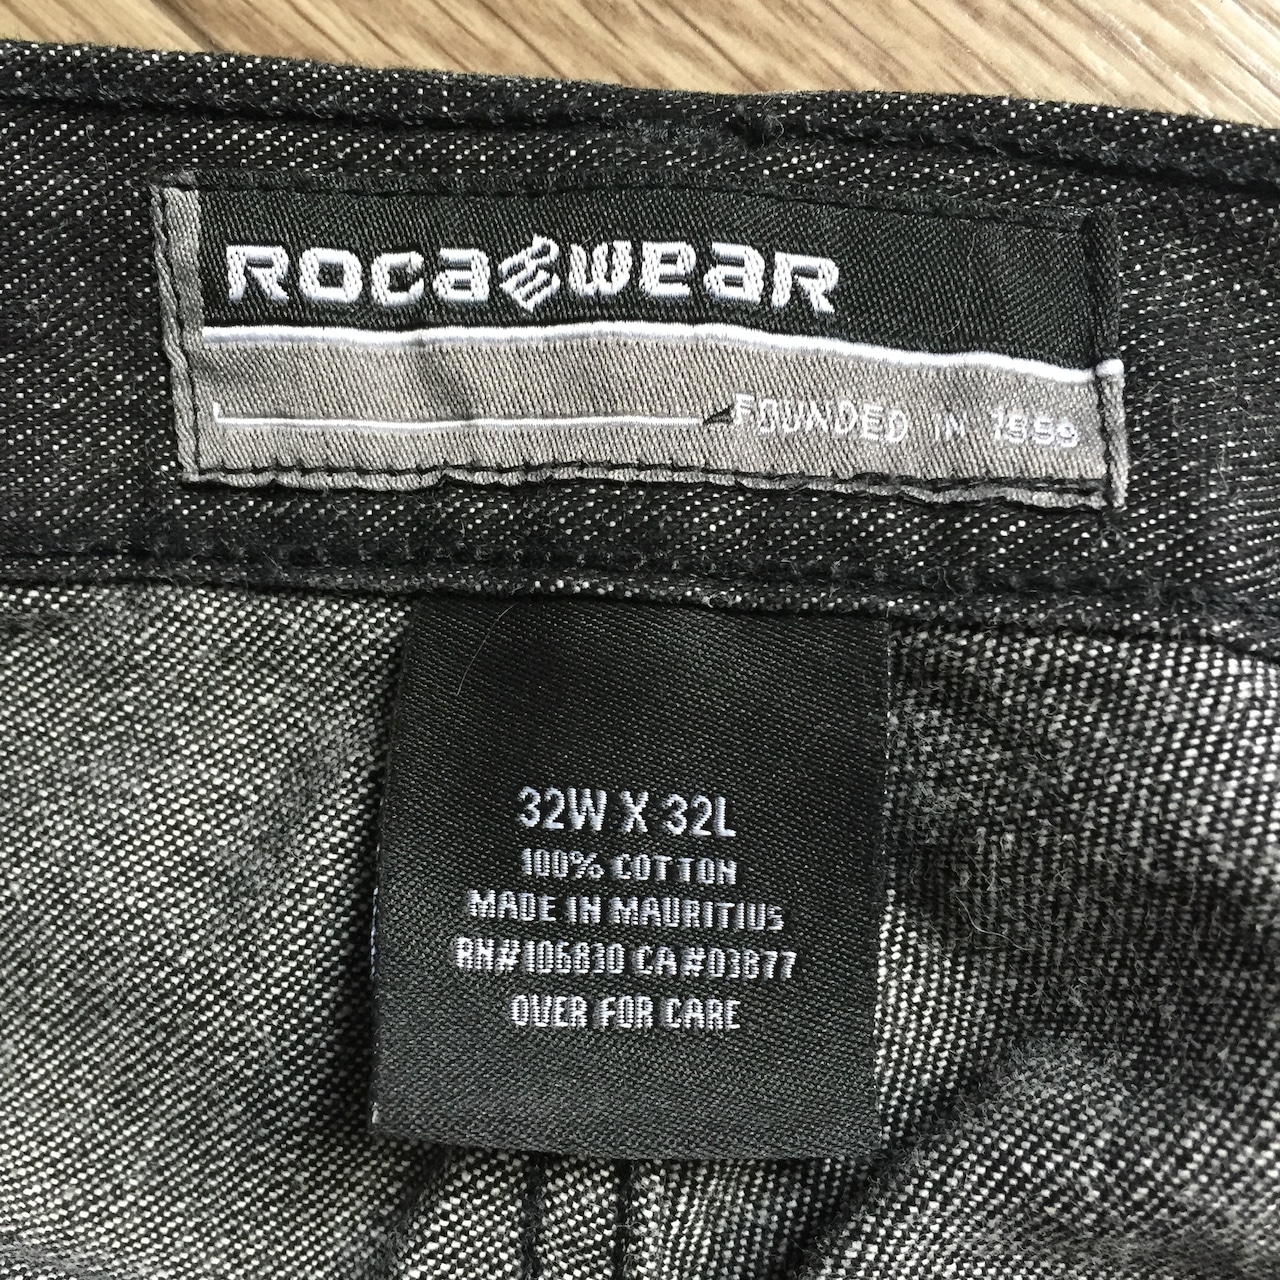 ROCAWEAR
FOUNDED IN 1999
32W X 32L
100% COTTON
MADE IN MAURITIUS
RN#106830 CA#03877
OVER FOR CARE